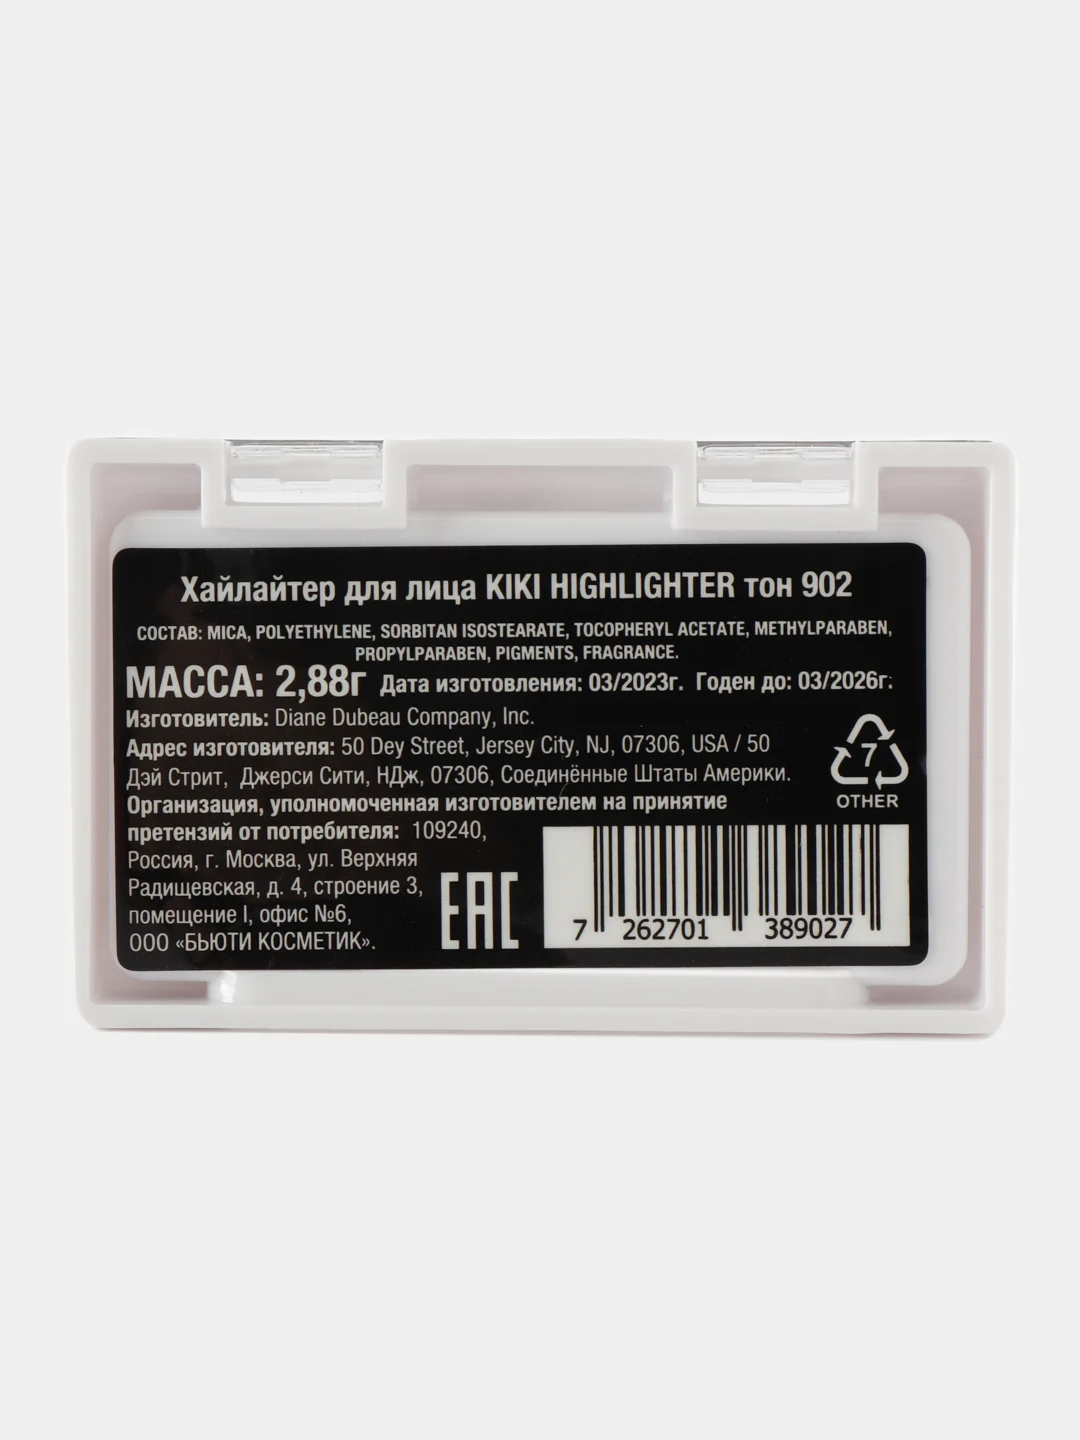 Хайлайтер для лица KIKI HIGHLIGHTER тон 902
СОСТАВ: MICA, POLYETHYLENE, SORBITAN ISOSTEARATE, TOCOPHERYL ACETATE, METHYLPARABEN,
PROPYLPARABEN, PIGMENTS, FRAGRANCE.
МАССА: 2,88г Дата изготовления: 03/2023г. Годен до: 03/2026г.
Изготовитель: Diane Dubeau Company, Inc.
Адрес изготовителя: 50 Dey Street, Jersey City, NJ, 07306, USA / 50
Дэй Стрит, Джерси Сити, НДж, 07306, Соединённые Штаты Америки.
Организация, уполномоченная изготовителем на принятие
претензий от потребителя: 109240,
Россия, г. Москва, ул. Верхняя
Радищевская, д. 4, строение 3,
помещение I, офис №6,
ООО «БЬЮТИ КОСМЕТИК».
EAC
7
OTHER
7 262701 389027